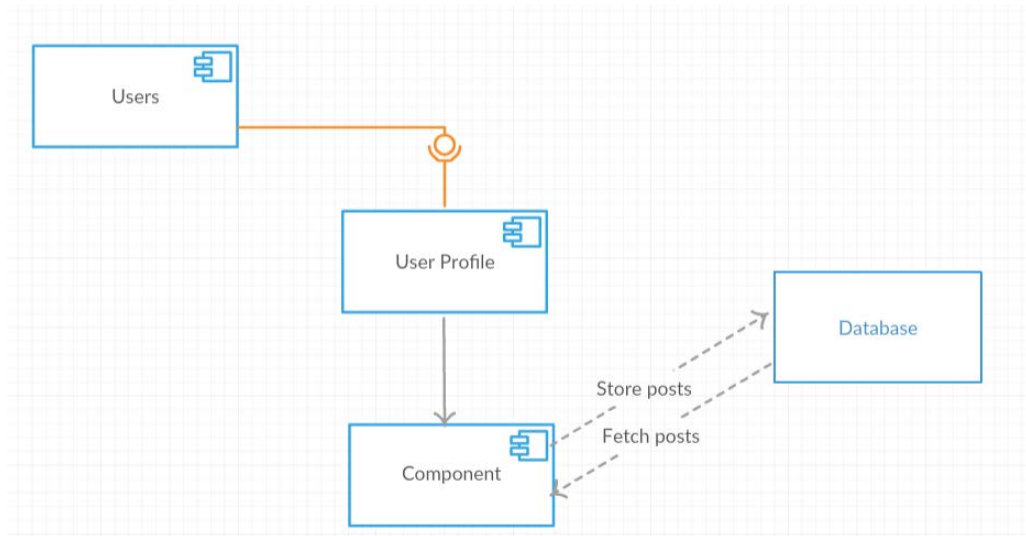 Users
User Profile
Database
Store posts
Fetch posts
Component